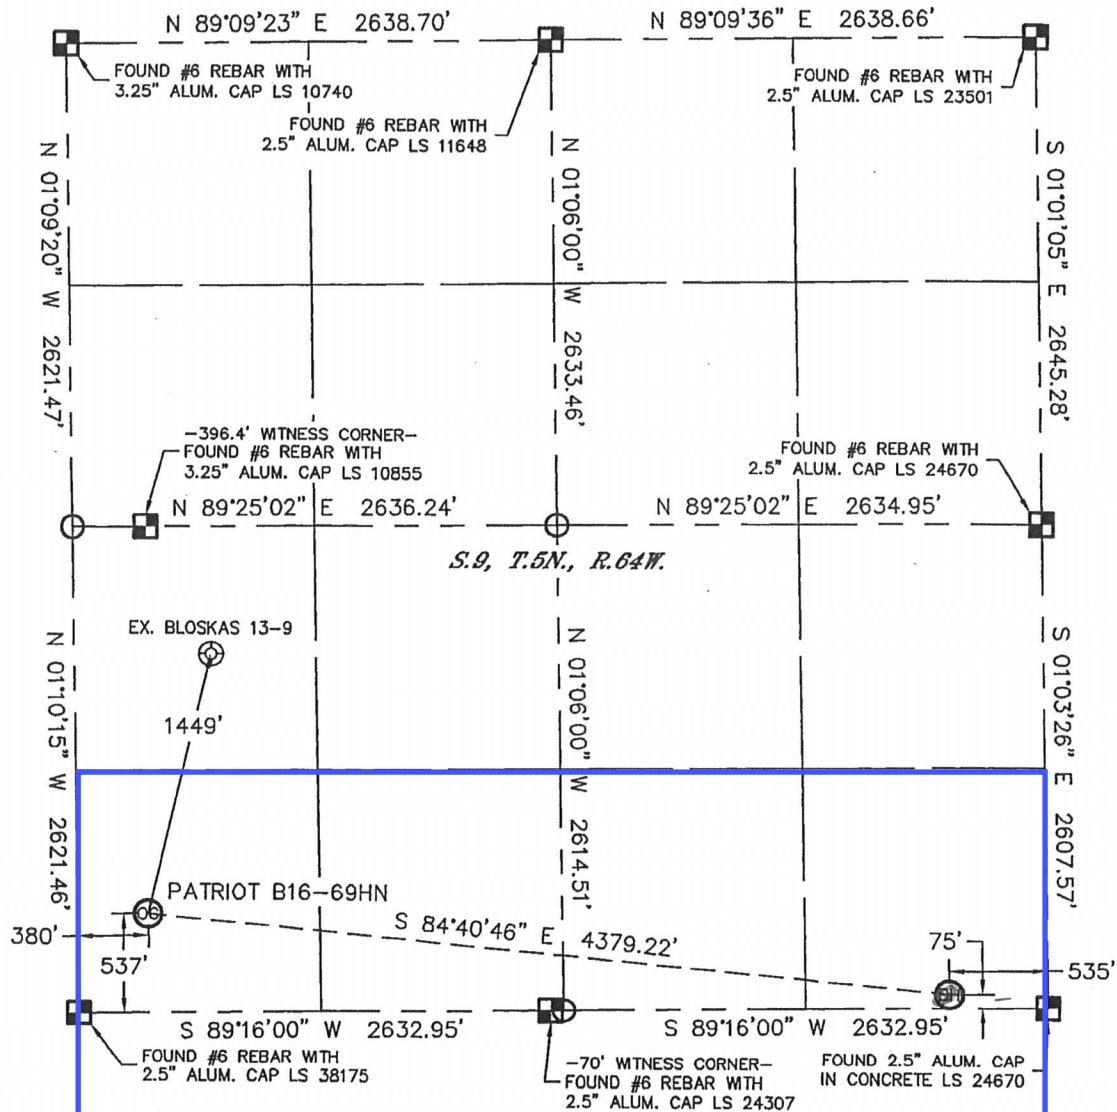 N 89°09'23" E 2638.70'
N 89°09'36" E 2638.66'
FOUND #6 REBAR WITH
3.25" ALUM. CAP LS 10740
FOUND #6 REBAR WITH
2.5" ALUM. CAP LS 11648
FOUND #6 REBAR WITH
2.5" ALUM. CAP LS 23501
N 01°09'20" W 2621.47'
N 01°06'00" W 2633.46'
S 01°01'05" E 2645.28'
-396.4' WITNESS CORNER-
FOUND #6 REBAR WITH
3.25" ALUM. CAP LS 10855
FOUND #6 REBAR WITH
2.5" ALUM. CAP LS 24670
N 89°25'02" E 2636.24'
N 89°25'02" E 2634.95'
S.9, T.5N., R.64W.
EX. BLOSKAS 13-9
1449'
N 01°10'15" W 2621.46'
N 01°06'00" W 2614.51'
S 01°03'26" E 2607.57'
PATRIOT B16-69HN
OG
S 84°40'46" E 4379.22'
380'
537'
75'
535'
BH
S 89°16'00" W 2632.95'
S 89°16'00" W 2632.95'
FOUND #6 REBAR WITH
2.5" ALUM. CAP LS 38175
-70' WITNESS CORNER-
FOUND #6 REBAR WITH
2.5" ALUM. CAP LS 24307
FOUND 2.5" ALUM. CAP
IN CONCRETE LS 24670